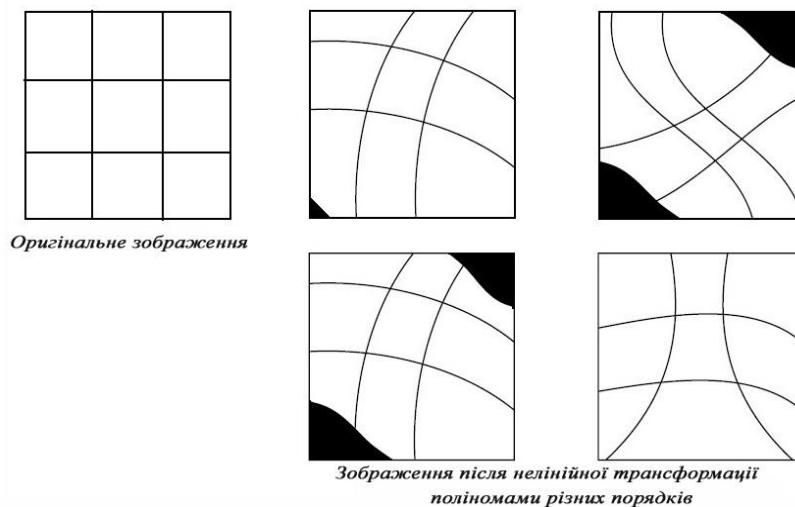 Оригінальне зображення
Зображення після нелінійної трансформації
поліномами різних порядків